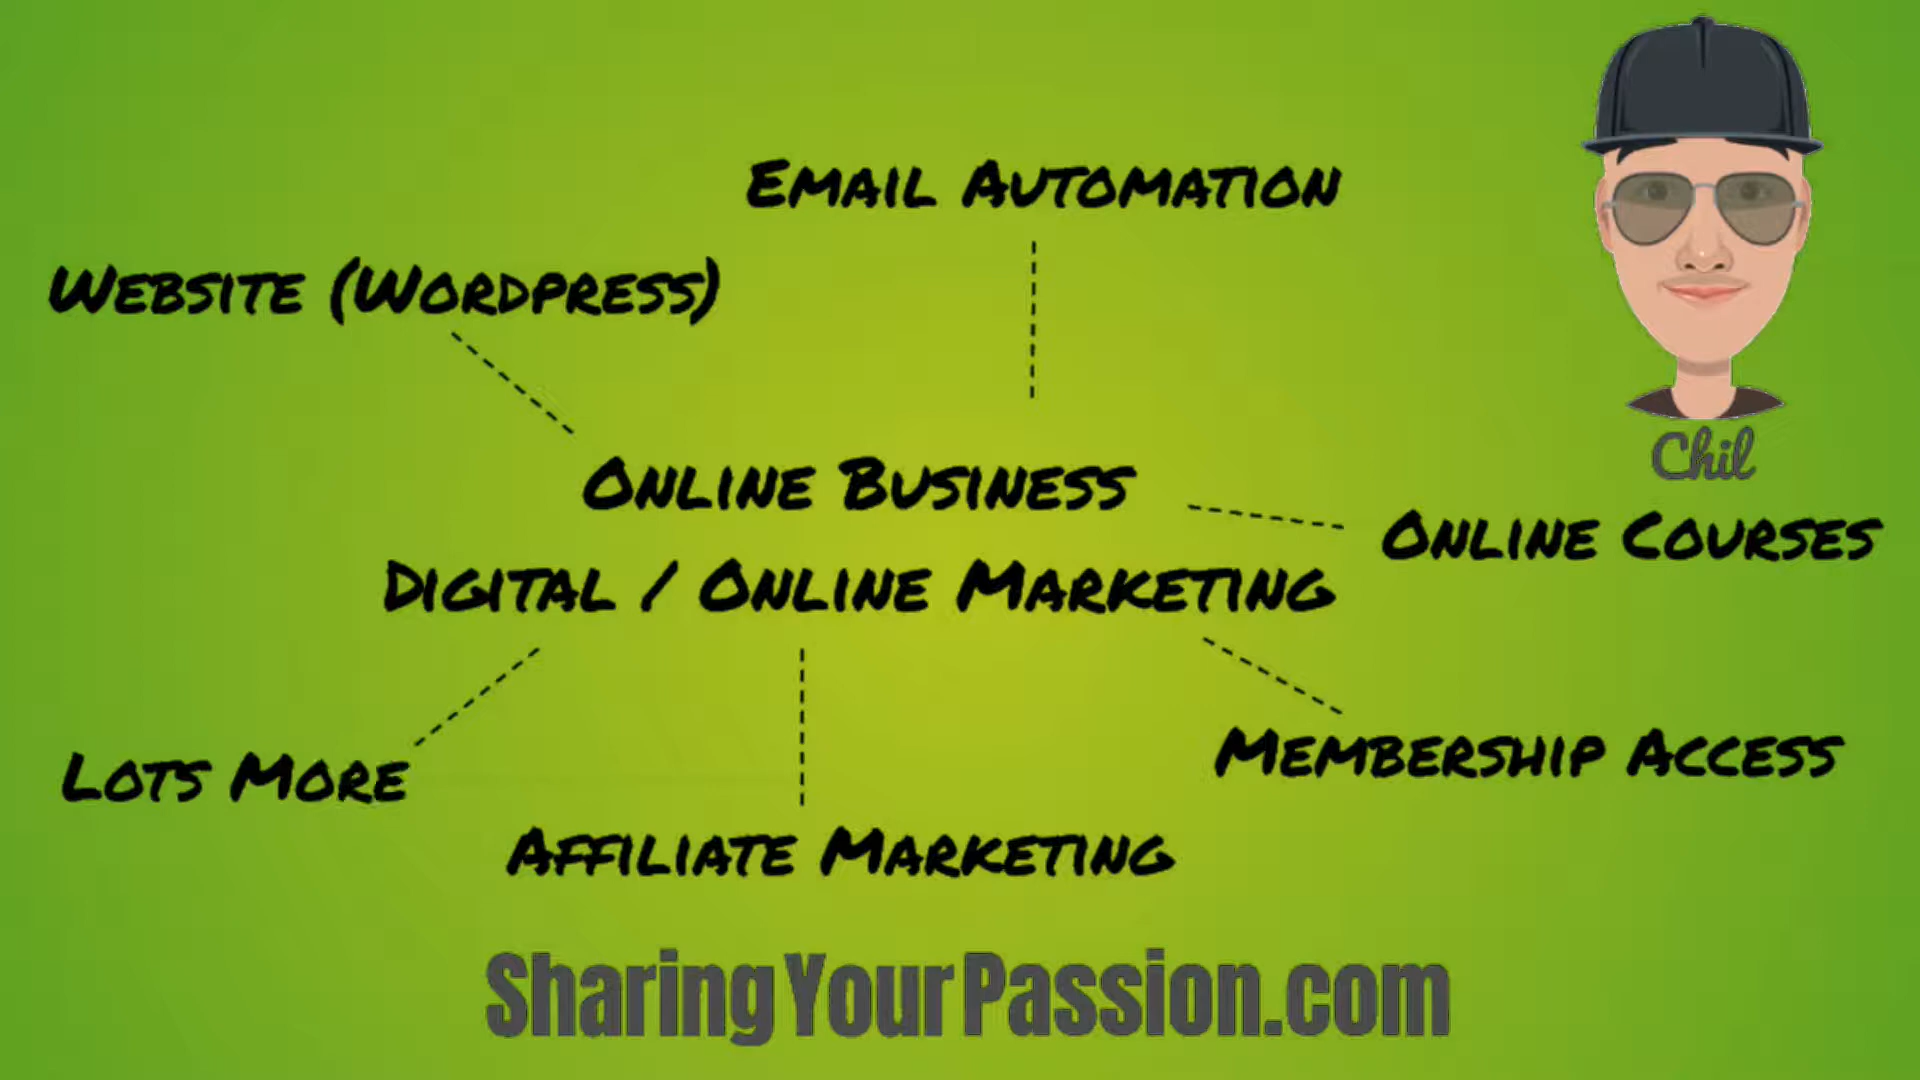 Email Automation
Website (Wordpress)
Chil
Online Business
Online Courses
Digital / Online Marketing
Membership Access
Lots More
Affiliate Marketing
SharingYourPassion.com